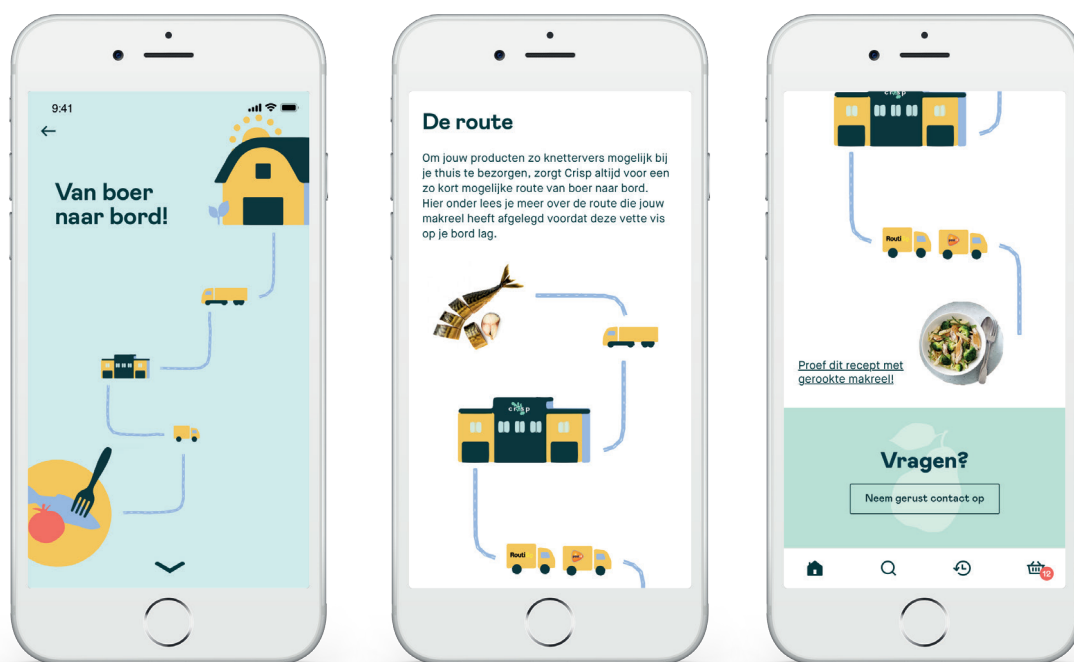 9:41
Van boer
naar bord!
De route
Om jouw producten zo knettervers mogelijk bij
je thuis te bezorgen, zorgt Crisp altijd voor een
zo kort mogelijke route van boer naar bord.
Hier onder lees je meer over de route die jouw
makreel heeft afgelegd voordat deze vette vis
op je bord lag.
crisp
Routi
crisp
Routi
Proef dit recept met
gerookte makreel!
Vragen?
Neem gerust contact op
12